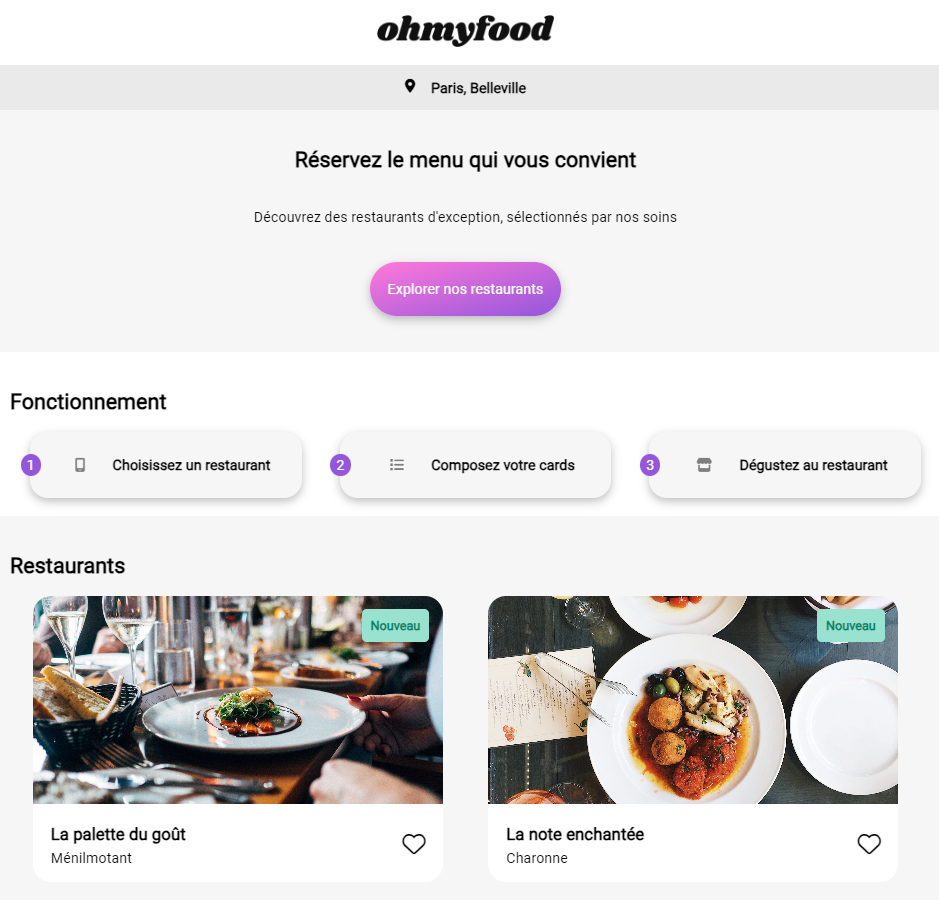 ohmyfood
Paris, Belleville
Réservez le menu qui vous convient
Découvrez des restaurants d'exception, sélectionnés par nos soins
Explorer nos restaurants
Fonctionnement
1 Choisissez un restaurant
2 Composez votre cards
3 Dégustez au restaurant
Restaurants
Nouveau
Nouveau
La palette du goût
Ménilmotant
La note enchantée
Charonne